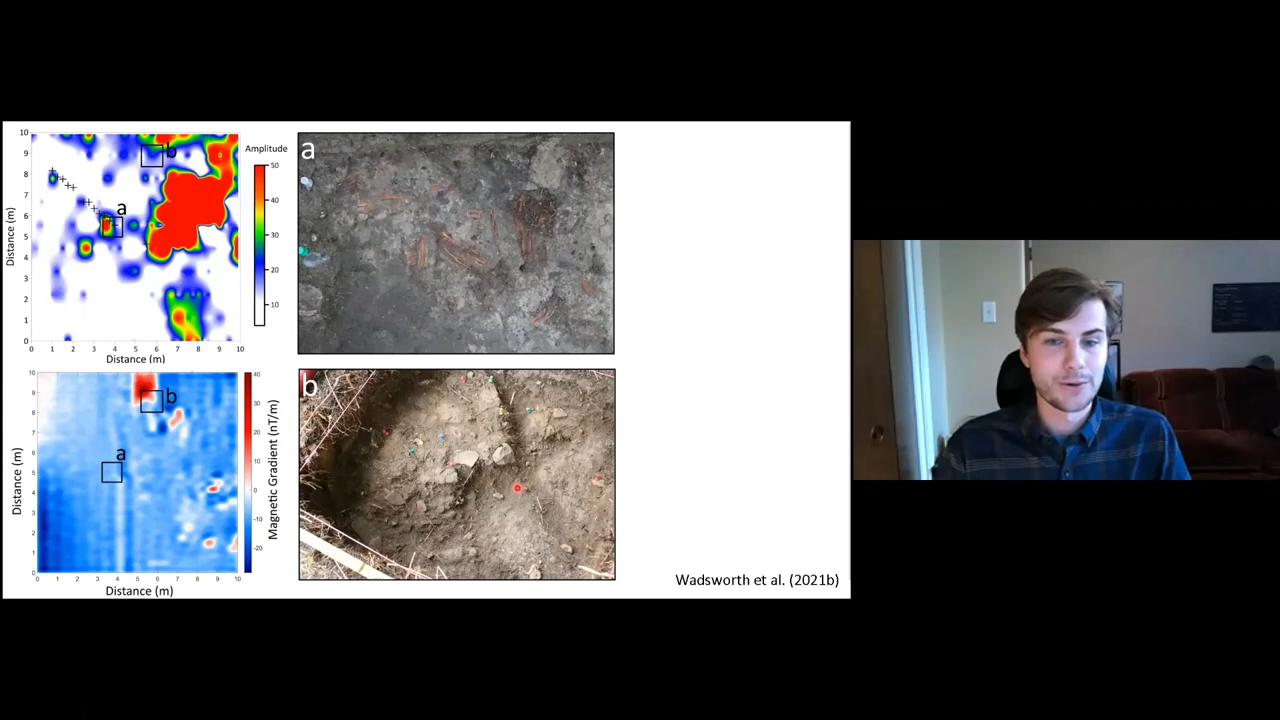 10
9
8
7
6
5
4
3
2
1
0
0 1 2 3 4 5 6 7 8 9 10
Distance (m)
Distance (m)
a
b
Amplitude
50
40
30
20
10
a
10
9
8
7
6
5
4
3
2
1
0
0 1 2 3 4 5 6 7 8 9 10
Distance (m)
Distance (m)
a
b
40
30
20
10
0
-10
-20
Magnetic Gradient (nT/m)
b
Wadsworth et al. (2021b)